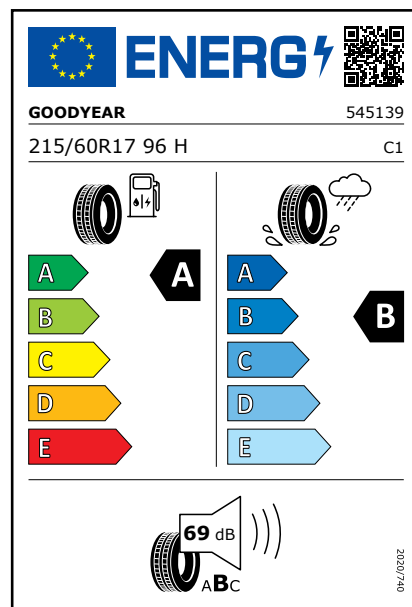 ENERG
GOODYEAR 545139
215/60R17 96 H C1
A
B
C
D
E
A
A
B
C
D
E
B
69 dB
ABC
2020/740